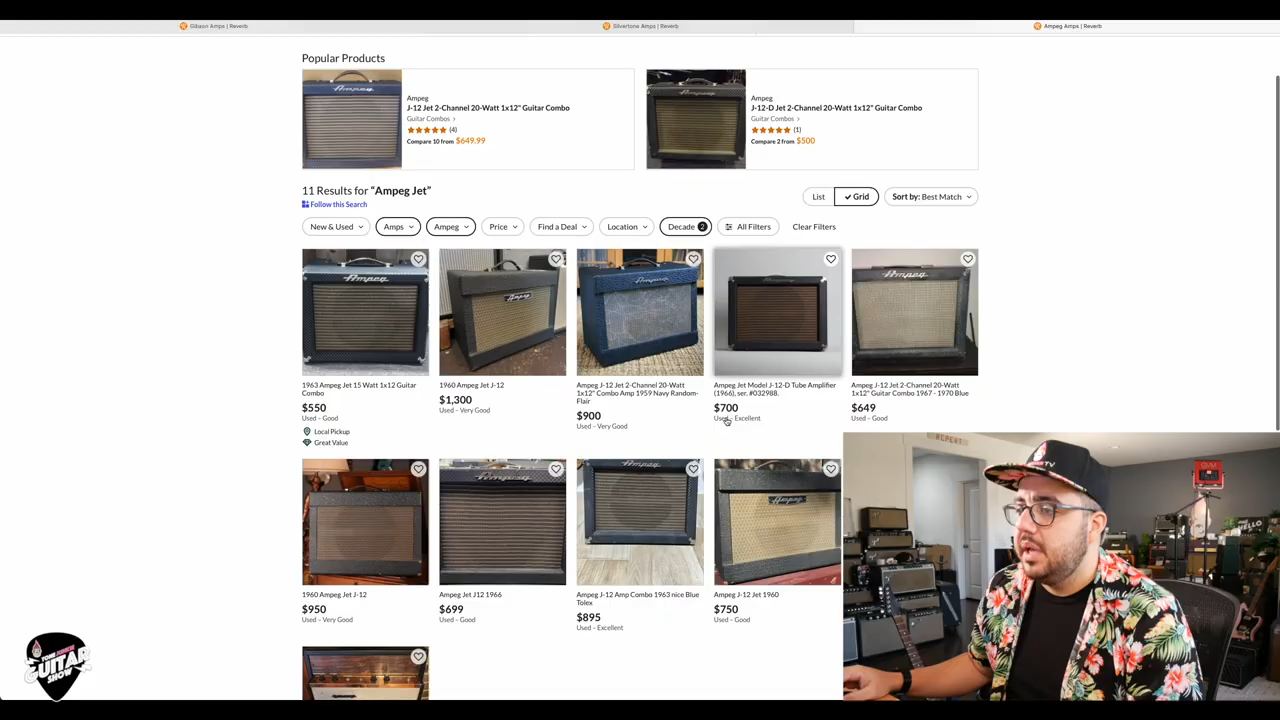 Gibson Amps | Reverb
Silvertone Amps | Reverb
Ampeg Amps | Reverb
Popular Products
Ampeg
J-12 Jet 2-Channel 20-Watt 1x12" Guitar Combo
Guitar Combos >
(4)
Compare 10 from $649.99
Ampeg
J-12-D Jet 2-Channel 20-Watt 1x12" Guitar Combo
Guitar Combos >
(1)
Compare 2 from $500
11 Results for “Ampeg Jet”
Follow this Search
List
Grid
Sort by: Best Match
New & Used
Amps
Ampeg
Price
Find a Deal
Location
Decade 2
All Filters
Clear Filters
Ampeg
Ampeg
Ampeg
Ampeg
Ampeg
1963 Ampeg Jet 15 Watt 1x12 Guitar
Combo
$550
Used – Good
Local Pickup
Great Value
1960 Ampeg Jet J-12
$1,300
Used – Very Good
Ampeg J-12 Jet 2-Channel 20-Watt
1x12" Combo Amp 1959 Navy Random-
Flair
$900
Used – Very Good
Ampeg Jet Model J-12-D Tube Amplifier
(1966), ser. #032988.
$700
Used – Excellent
Ampeg J-12 Jet 2-Channel 20-Watt
1x12" Guitar Combo 1967 - 1970 Blue
$649
Used – Good
1960 Ampeg Jet J-12
$950
Used – Very Good
Ampeg Jet J12 1966
$699
Used – Good
Ampeg J-12 Amp Combo 1963 nice Blue
Tolex
$895
Used – Excellent
Ampeg J-12 Jet 1960
$750
Used – Good
REPEAT
HELLO
GUITAR
SHOW